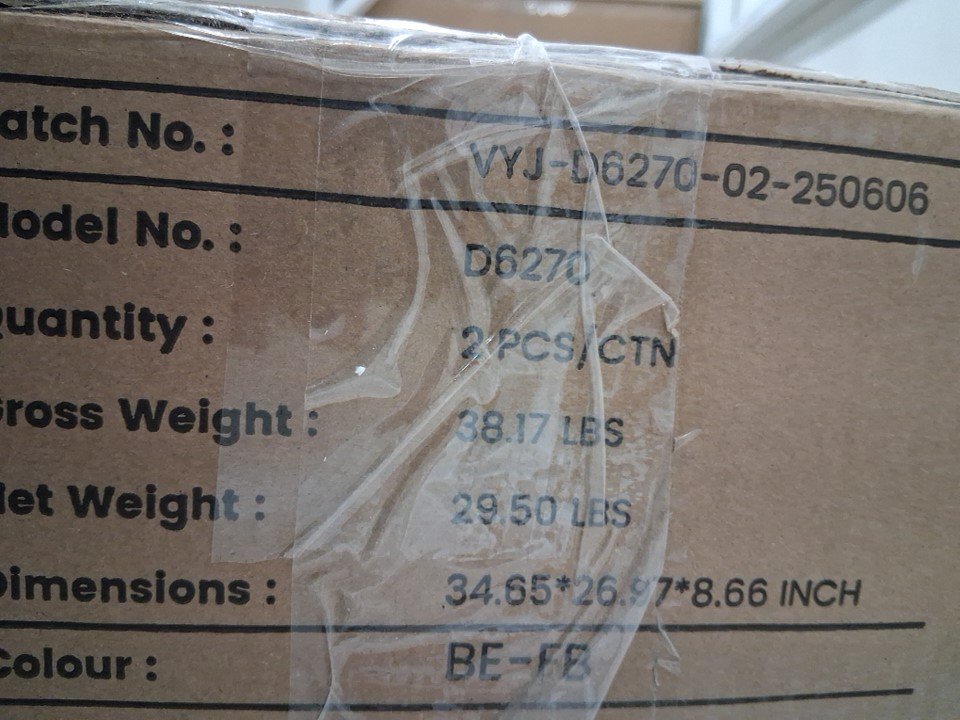 atch No. : VYJ-D6270-02-250606
odel No. : D6270
uantity : 2 PCS/CTN
ross Weight : 38.17 LBS
et Weight : 29.50 LBS
imensions : 34.65*26.97*8.66 INCH
olour : BE-FB